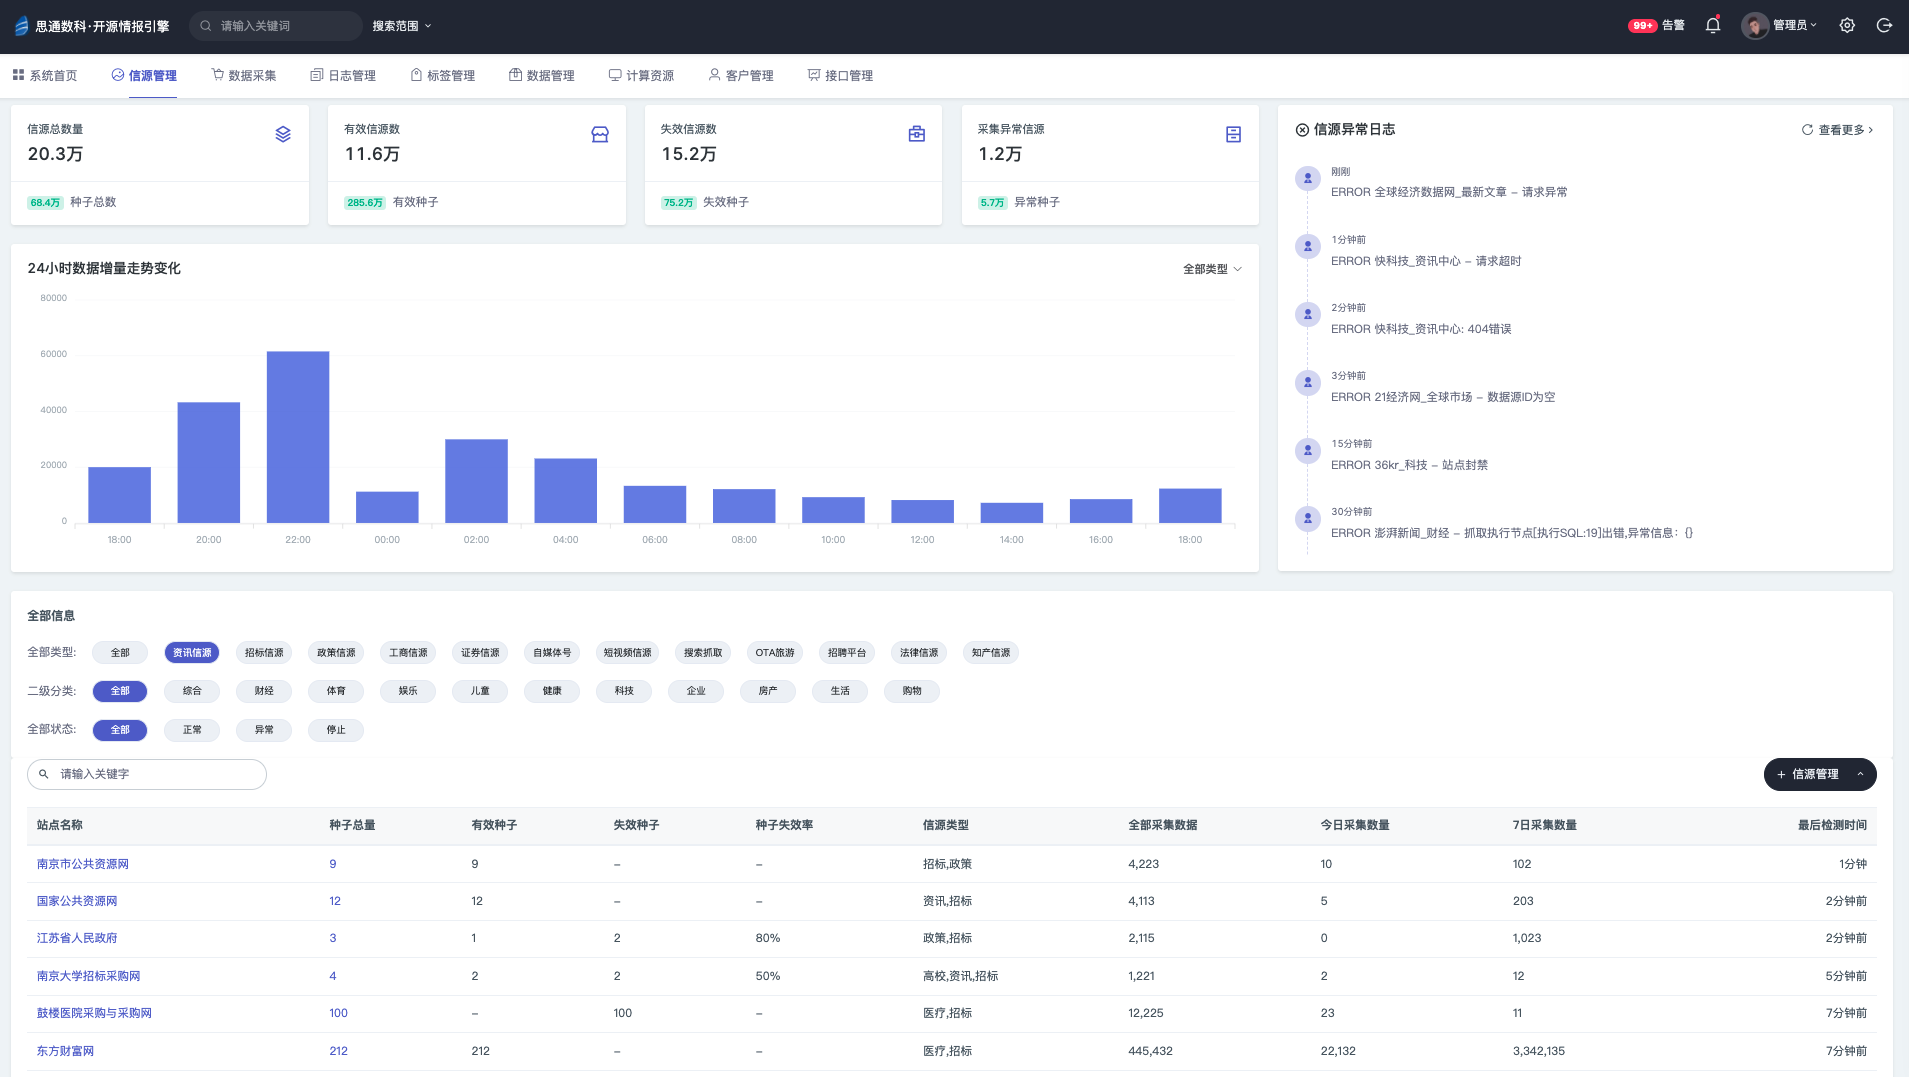 思通数科·开源情报引擎 请输入关键词 搜索范围 99+ 告警 管理员
系统首页 信源管理 数据采集 日志管理 标签管理 数据管理 计算资源 客户管理 接口管理
信源总数量
20.3万
68.4万 种子总数
有效信源数
11.6万
285.6万 有效种子
失效信源数
15.2万
75.2万 失效种子
采集异常信源
1.2万
5.7万 异常种子
24小时数据增量走势变化 全部类型
80000
60000
40000
20000
0
18:00 20:00 22:00 00:00 02:00 04:00 06:00 08:00 10:00 12:00 14:00 16:00 18:00
信源异常日志 查看更多
刚刚
ERROR 全球经济数据网_最新文章 – 请求异常
1分钟前
ERROR 快科技_资讯中心 – 请求超时
2分钟前
ERROR 快科技_资讯中心: 404错误
3分钟前
ERROR 21经济网_全球市场 – 数据源ID为空
15分钟前
ERROR 36kr_科技 – 站点封禁
30分钟前
ERROR 澎湃新闻_财经 – 抓取执行节点[执行SQL:19]出错,异常信息：{}
全部信息
全部类型: 全部 资讯信源 招标信源 政策信源 工商信源 证券信源 自媒体号 短视频信源 搜索抓取 OTA旅游 招聘平台 法律信源 知产信源
二级分类: 全部 综合 财经 体育 娱乐 儿童 健康 科技 企业 房产 生活 购物
全部状态: 全部 正常 异常 停止
请输入关键字 + 信源管理
站点名称 种子总量 有效种子 失效种子 种子失效率 信源类型 全部采集数据 今日采集数量 7日采集数量 最后检测时间
南京市公共资源网 9 9 – – 招标,政策 4,223 10 102 1分钟
国家公共资源网 12 12 – – 资讯,招标 4,113 5 203 2分钟前
江苏省人民政府 3 1 2 80% 政策,招标 2,115 0 1,023 2分钟前
南京大学招标采购网 4 2 2 50% 高校,资讯,招标 1,221 2 12 5分钟前
鼓楼医院采购与采购网 100 – 100 – 医疗,招标 12,225 23 11 7分钟前
东方财富网 212 212 – – 医疗,招标 445,432 22,132 3,342,135 7分钟前